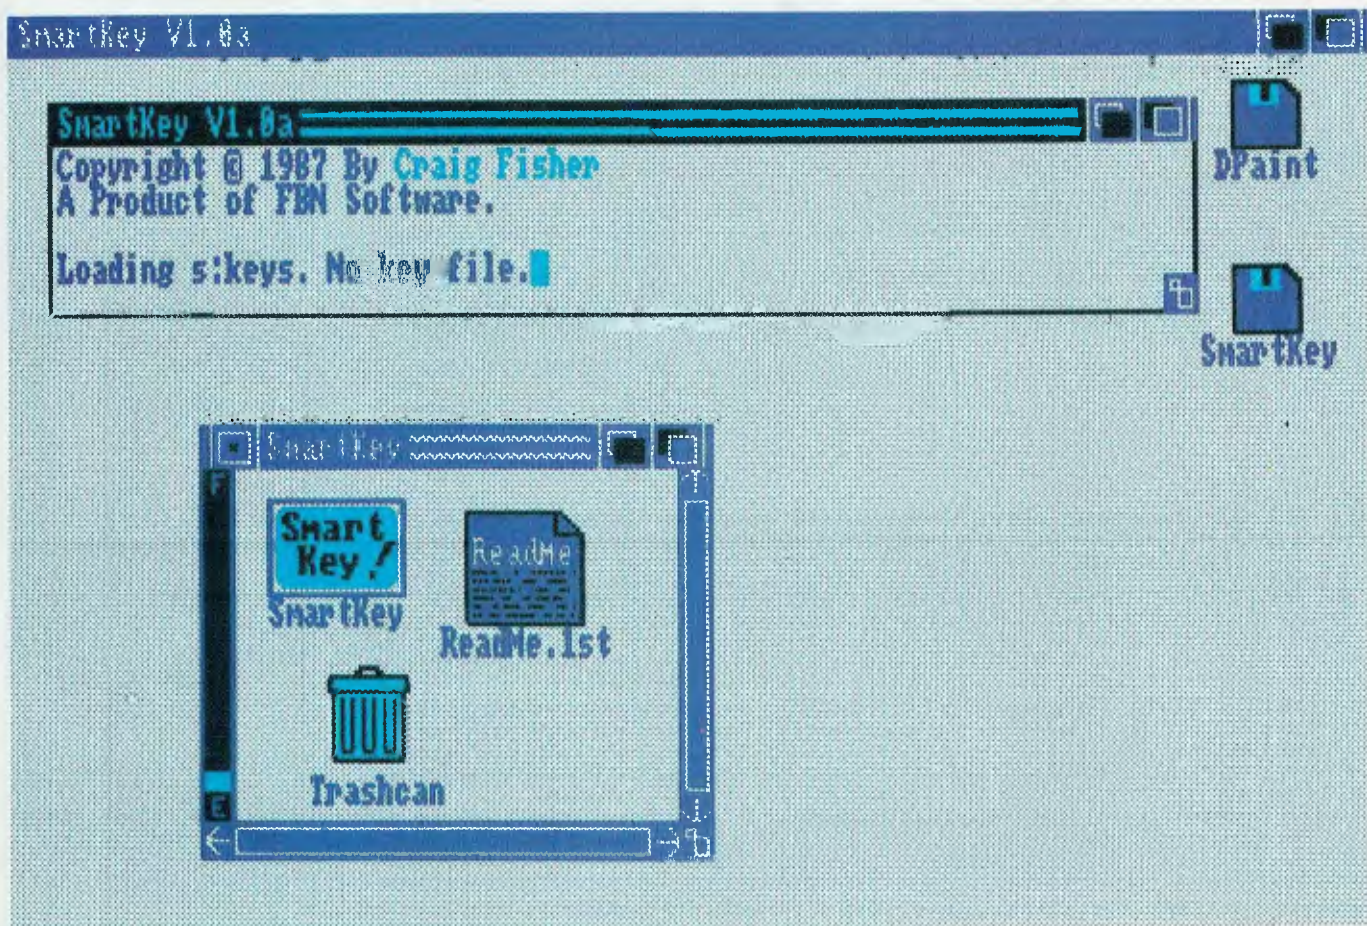 SmartKey V1.0a
SmartKey V1.0a
Copyright © 1987 By Craig Fisher
A Product of FBN Software.
Loading s:keys. No key file.
DPaint
SmartKey
SmartKey
F
Smart
Key!
SmartKey
ReadMe
ReadMe.1st
Trashcan
E